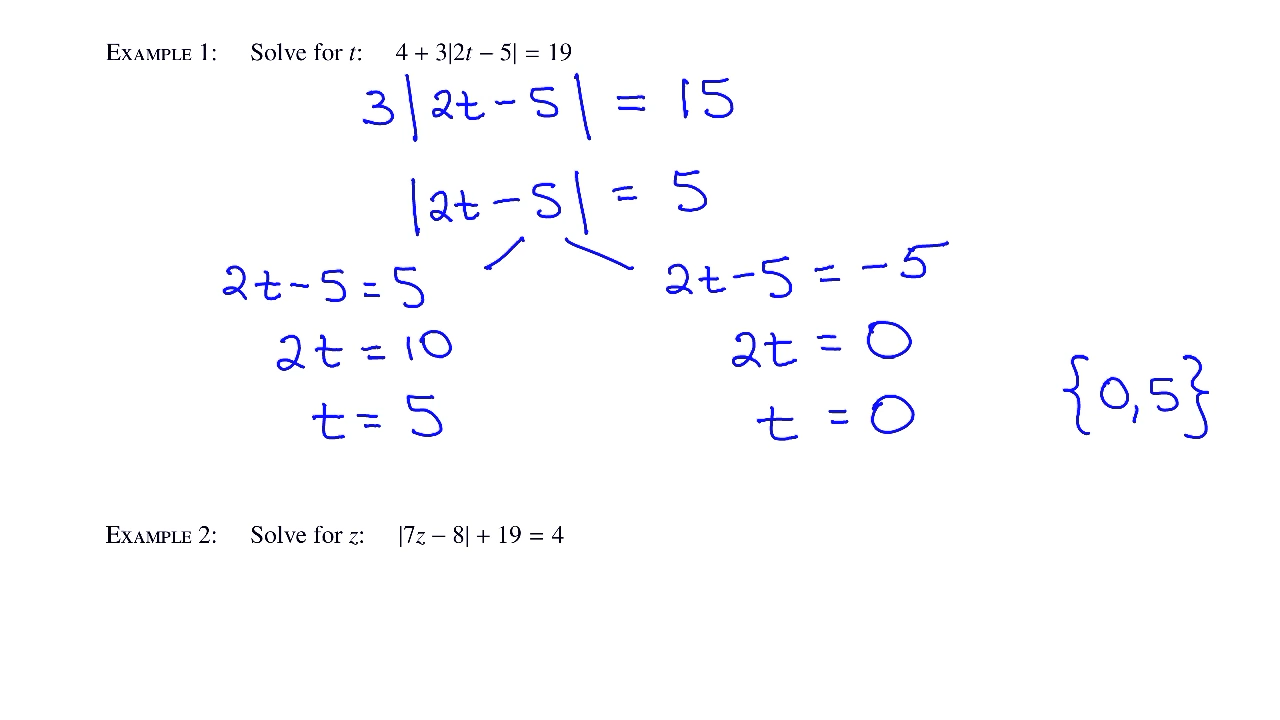 EXAMPLE 1: Solve for t: 4 + 3|2t − 5| = 19
3|2t − 5| = 15
|2t − 5| = 5
2t − 5 = 5 2t − 5 = −5
2t = 10 2t = 0
t = 5 t = 0
{0,5}
EXAMPLE 2: Solve for z: |7z − 8| + 19 = 4